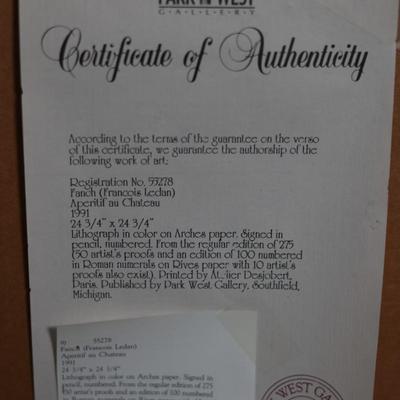 PARK WEST
GALLERY
Certificate of Authenticity
According to the terms of the guarantee on the verso
of this certificate, we guarantee the authorship of the
following work of art:
Registration No. 55278
Fanch (Francois Ledan)
Aperitif au Chateau
1991
24 3/4" x 24 3/4"
Lithograph in color on Arches paper. Signed in
pencil, numbered. From the regular edition of 275
(50 artist's proofs and an edition of 100 numbered
in Roman numerals on Rives paper with 10 artist's
proofs also exist). Printed by Atelier Desjobert,
Paris. Published by Park West Gallery, Southfield,
Michigan.
55278
Fanch (Francois Ledan)
Aperitif au Chateau
1991
24 3/4" x 24 3/4"
Lithograph in color on Arches paper. Signed in
pencil, numbered. From the regular edition of 275
(50 artist's proofs and an edition of 100 numbered
in Roman numerals on Rives paper
WEST GA